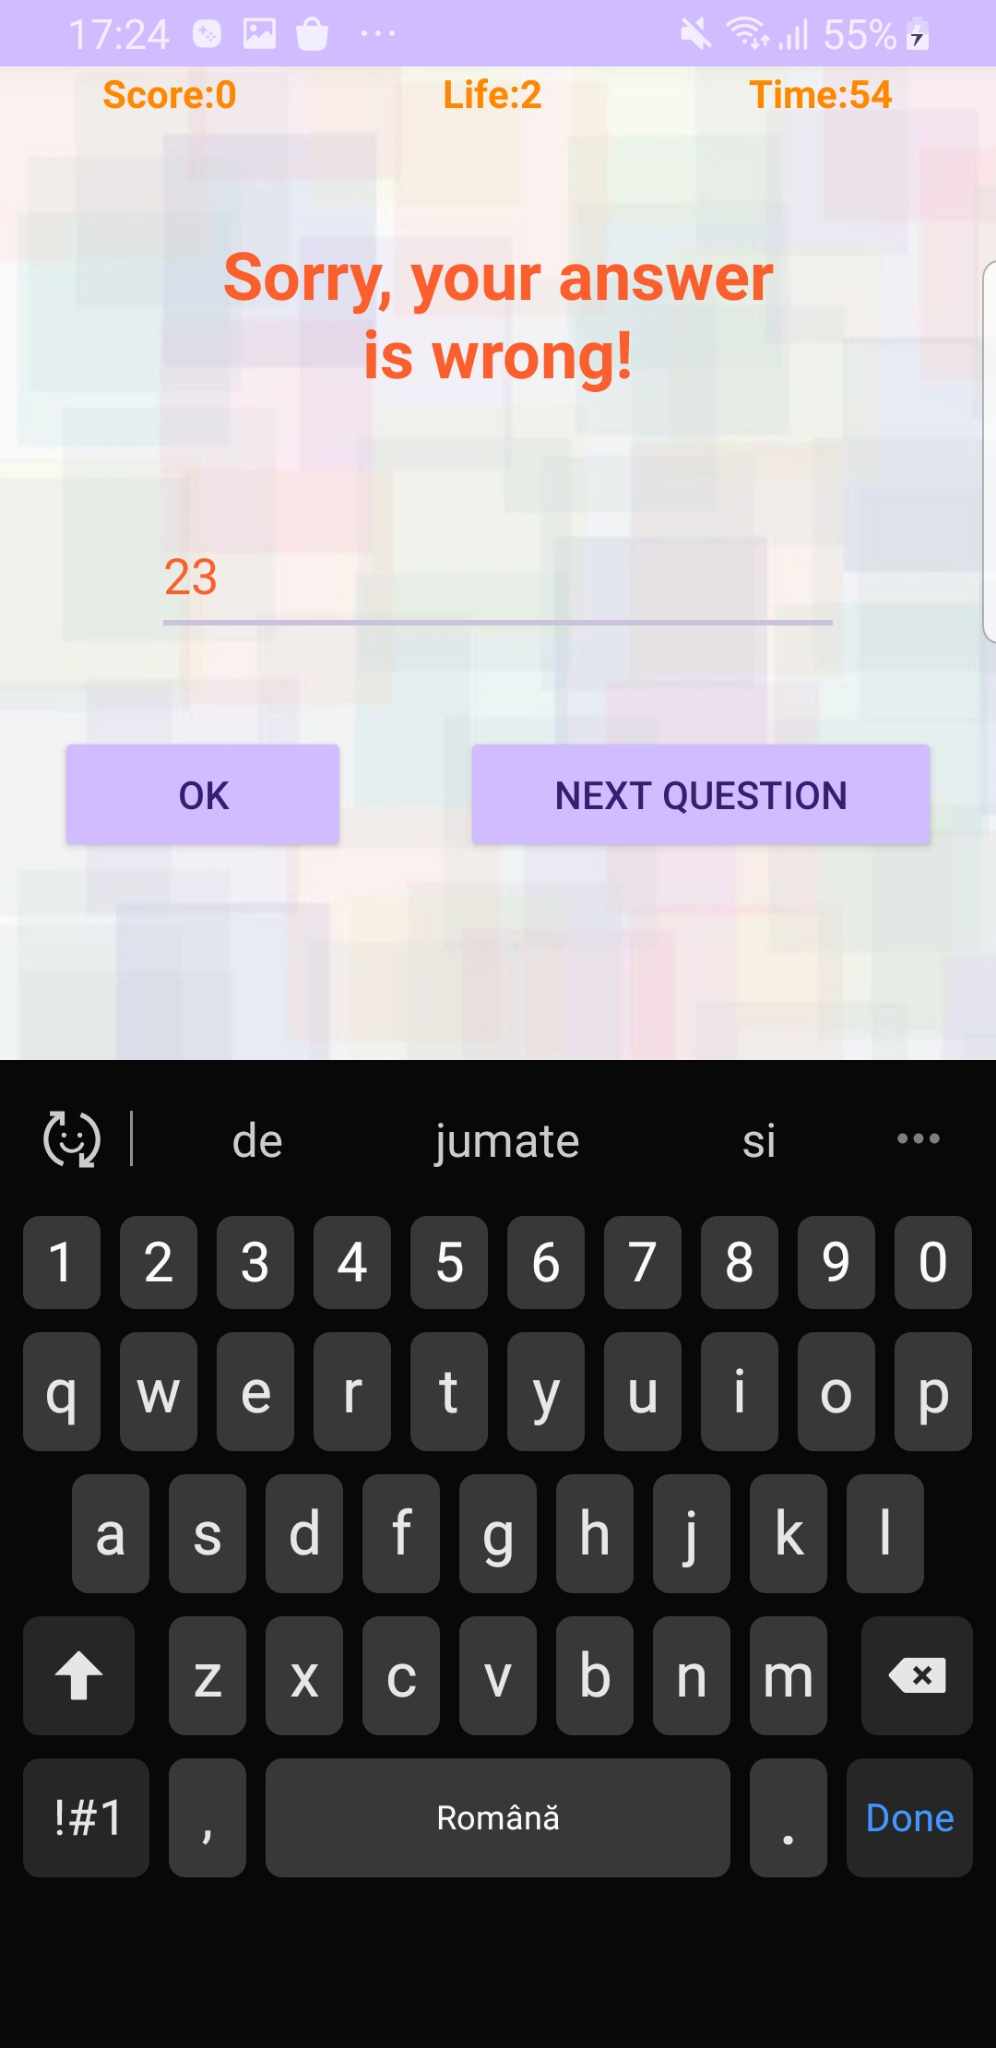 17:24 55%
Score:0 Life:2 Time:54
Sorry, your answer
is wrong!
23
OK NEXT QUESTION
de jumate si
1 2 3 4 5 6 7 8 9 0
q w e r t y u i o p
a s d f g h j k l
z x c v b n m
!#1 , Română . Done